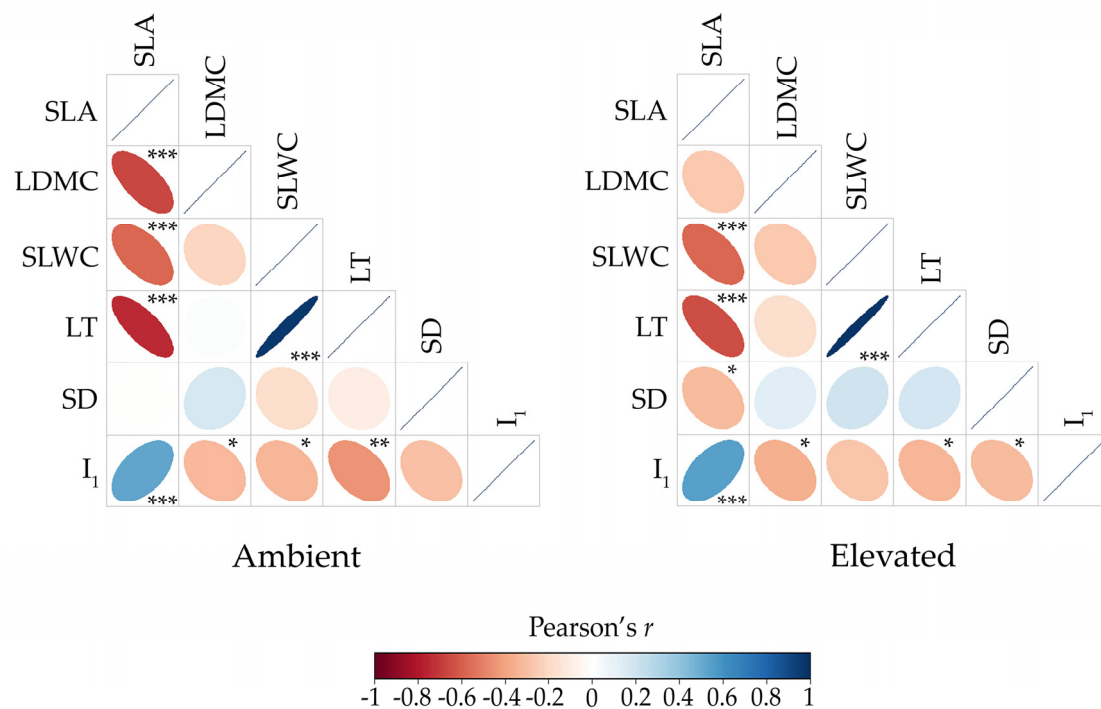 SLA
LDMC
SLWC
LT
SD
I₁
SLA
LDMC ***
SLWC ***
LT *** ***
SD
I₁ *** * * **
Ambient
SLA
LDMC
SLWC
LT
SD
I₁
SLA
LDMC
SLWC ***
LT *** ***
SD *
I₁ *** * * *
Elevated
Pearson's r
-1 -0.8 -0.6 -0.4 -0.2 0 0.2 0.4 0.6 0.8 1